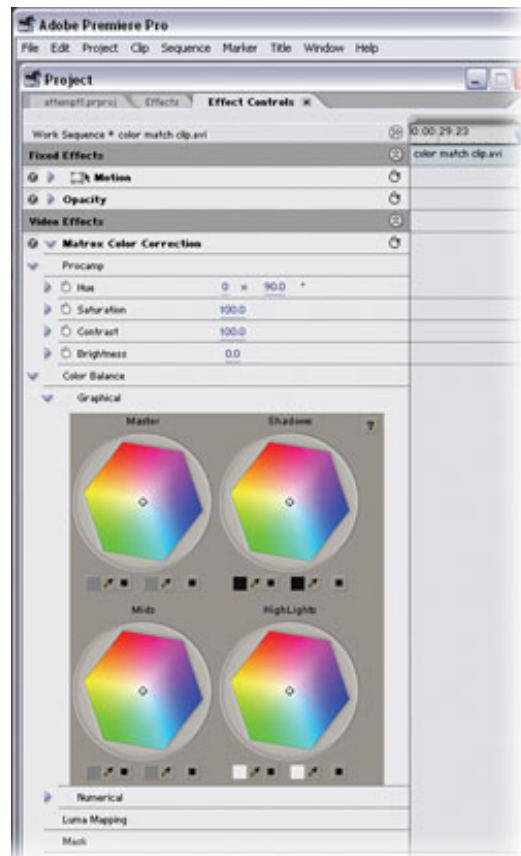 Adobe Premiere Pro
File Edit Project Clip Sequence Marker Title Window Help
Project
attempt1.prproj Effects Effect Controls
Work Sequence * color match clip.avi 0:00:29:23
Fixed Effects color match clip.avi
Motion
Opacity
Video Effects
Matrox Color Correction
Procamp
Hue 0 x 90.0 °
Saturation 100.0
Contrast 100.0
Brightness 0.0
Color Balance
Graphical
Master Shadows ?
Mids HighLights
Numerical
Luma Mapping
Mask